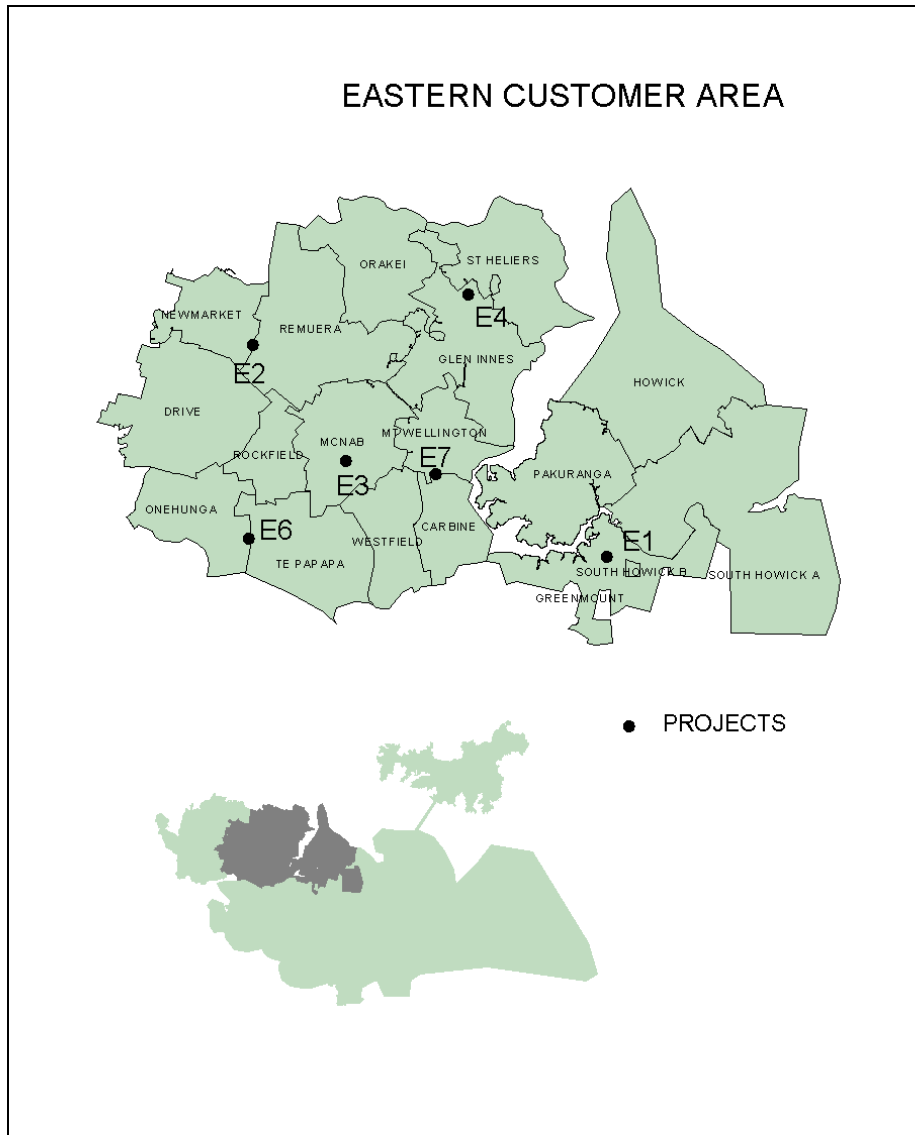 EASTERN CUSTOMER AREA
ORAKEI
ST HELIERS
NEWMARKET
REMUERA
E4
E2
GLEN INNES
HOWICK
DRIVE
MCNAB
MT WELLINGTON
ROCKFIELD
E7
PAKURANGA
E3
ONEHUNGA
E6
CARBINE
WESTFIELD
E1
TE PAPAPA
SOUTH HOWICK B
SOUTH HOWICK A
GREENMOUNT
PROJECTS